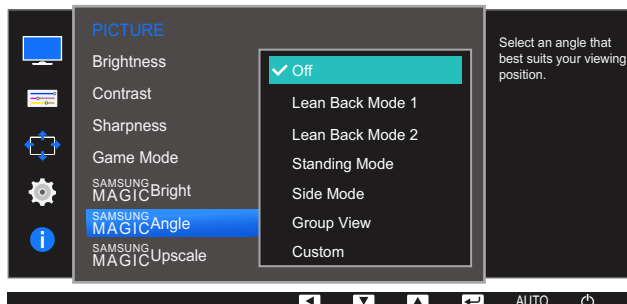 PICTURE
Brightness
Contrast
Sharpness
Game Mode
SAMSUNG
MAGICBright
SAMSUNG
MAGICAngle
SAMSUNG
MAGICUpscale
Off
Lean Back Mode 1
Lean Back Mode 2
Standing Mode
Side Mode
Group View
Custom
Select an angle that
best suits your viewing
position.
AUTO